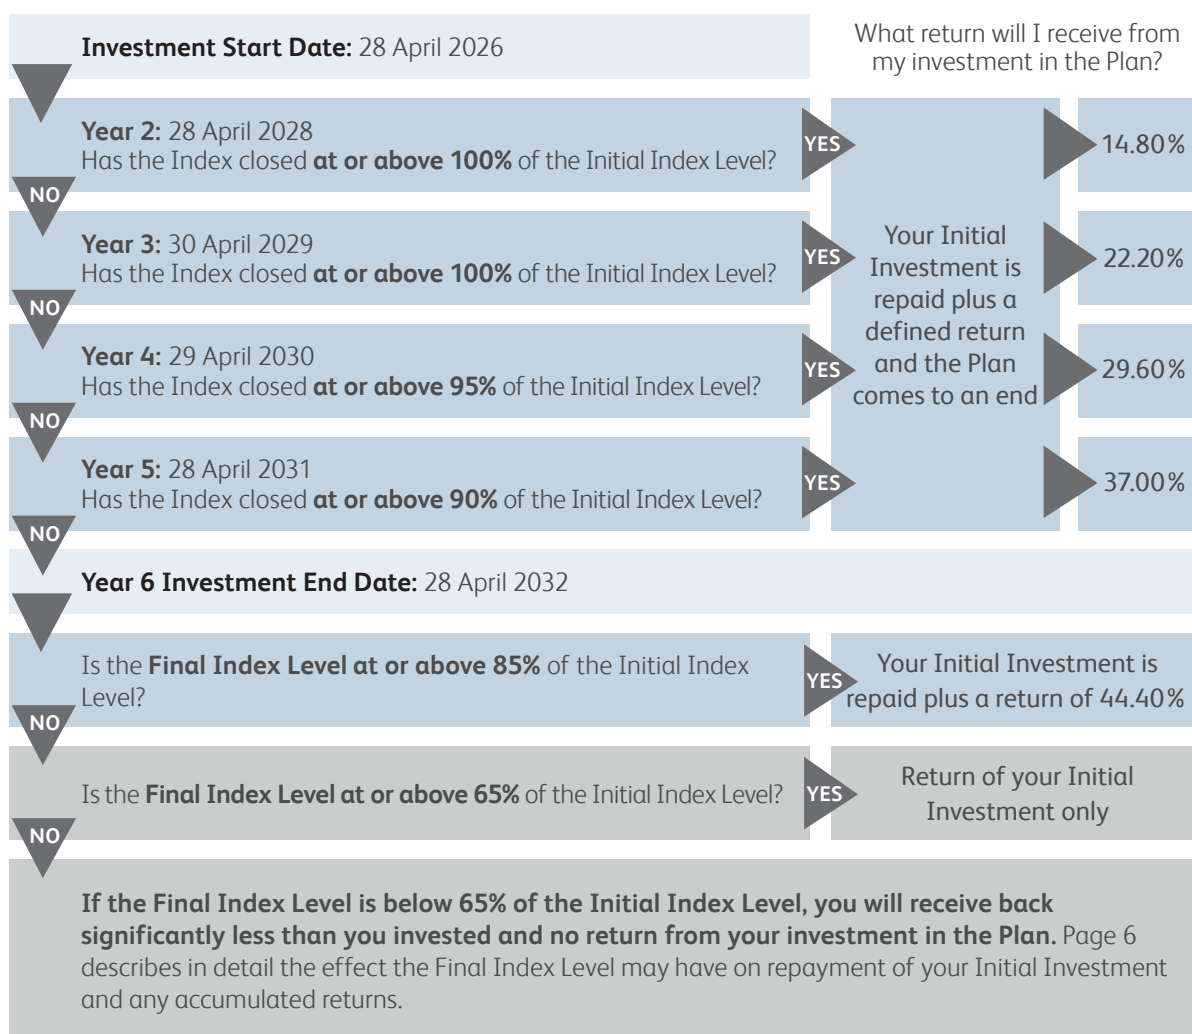 Investment Start Date: 28 April 2026
What return will I receive from
my investment in the Plan?
Year 2: 28 April 2028
Has the Index closed at or above 100% of the Initial Index Level?
YES
14.80%
NO
Year 3: 30 April 2029
Has the Index closed at or above 100% of the Initial Index Level?
YES
22.20%
NO
Year 4: 29 April 2030
Has the Index closed at or above 95% of the Initial Index Level?
YES
29.60%
NO
Year 5: 28 April 2031
Has the Index closed at or above 90% of the Initial Index Level?
YES
37.00%
NO
Your Initial
Investment is
repaid plus a
defined return
and the Plan
comes to an end
Year 6 Investment End Date: 28 April 2032
Is the Final Index Level at or above 85% of the Initial Index
Level?
YES
Your Initial Investment is
repaid plus a return of 44.40%
NO
Is the Final Index Level at or above 65% of the Initial Index Level?
YES
Return of your Initial
Investment only
NO
If the Final Index Level is below 65% of the Initial Index Level, you will receive back
significantly less than you invested and no return from your investment in the Plan. Page 6
describes in detail the effect the Final Index Level may have on repayment of your Initial Investment
and any accumulated returns.